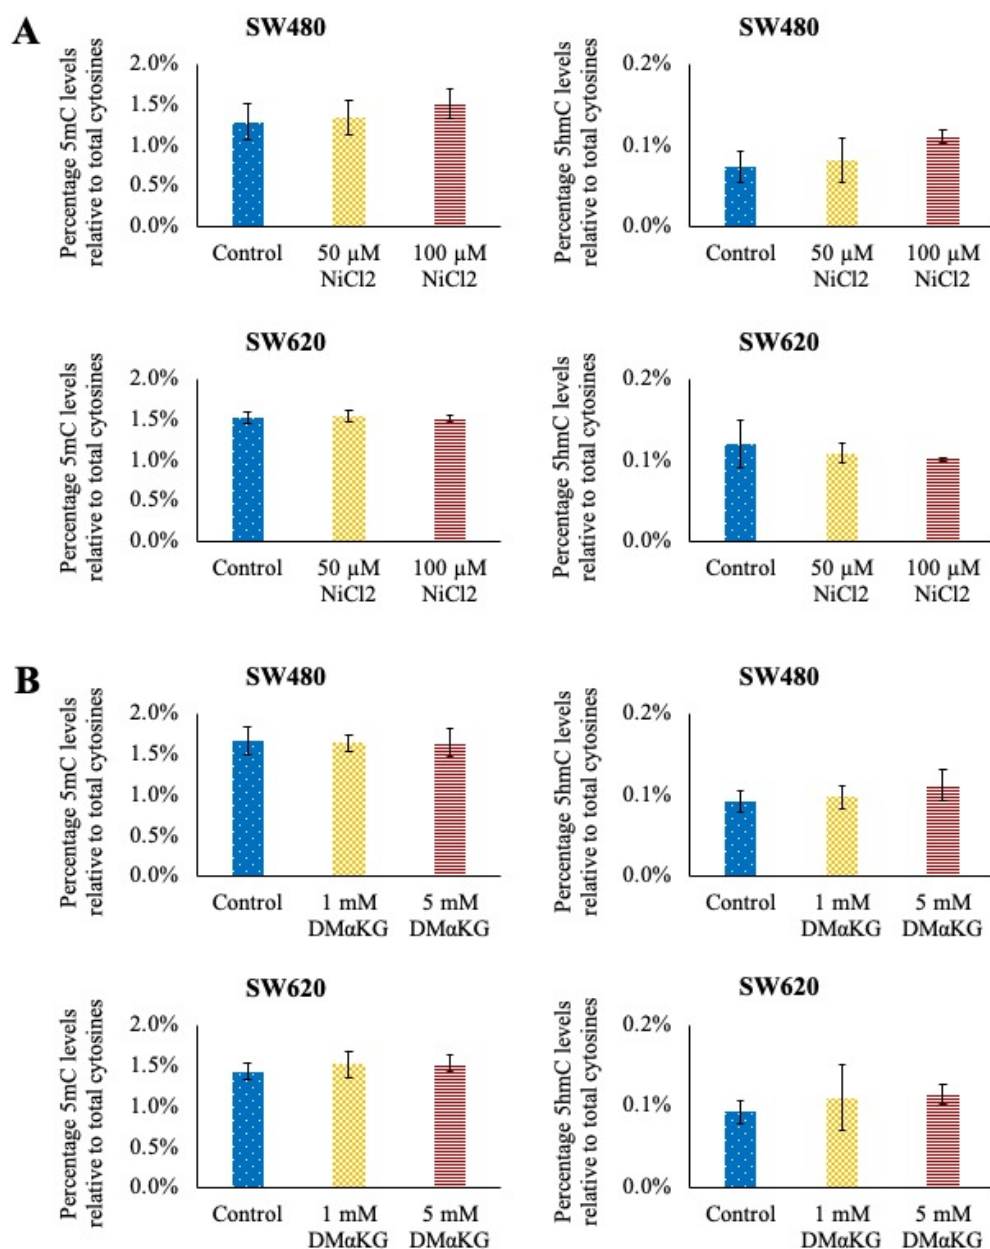 A
SW480
Percentage 5mC levels
relative to total cytosines
2.0%
1.5%
1.0%
0.5%
0.0%
Control
50 µM
NiCl2
100 µM
NiCl2
SW480
Percentage 5hmC levels
relative to total cytosines
0.2%
0.1%
0.0%
Control
50 µM
NiCl2
100 µM
NiCl2
SW620
Percentage 5mC levels
relative to total cytosines
2.0%
1.5%
1.0%
0.5%
0.0%
Control
50 µM
NiCl2
100 µM
NiCl2
SW620
Percentage 5hmC levels
relative to total cytosines
0.2%
0.1%
0.0%
Control
50 µM
NiCl2
100 µM
NiCl2
B
SW480
Percentage 5mC levels
relative to total cytosines
2.0%
1.5%
1.0%
0.5%
0.0%
Control
1 mM
DMαKG
5 mM
DMαKG
SW480
Percentage 5hmC levels
relative to total cytosines
0.2%
0.1%
0.0%
Control
1 mM
DMαKG
5 mM
DMαKG
SW620
Percentage 5mC levels
relative to total cytosines
2.0%
1.5%
1.0%
0.5%
0.0%
Control
1 mM
DMαKG
5 mM
DMαKG
SW620
Percentage 5hmC levels
relative to total cytosines
0.2%
0.1%
0.0%
Control
1 mM
DMαKG
5 mM
DMαKG